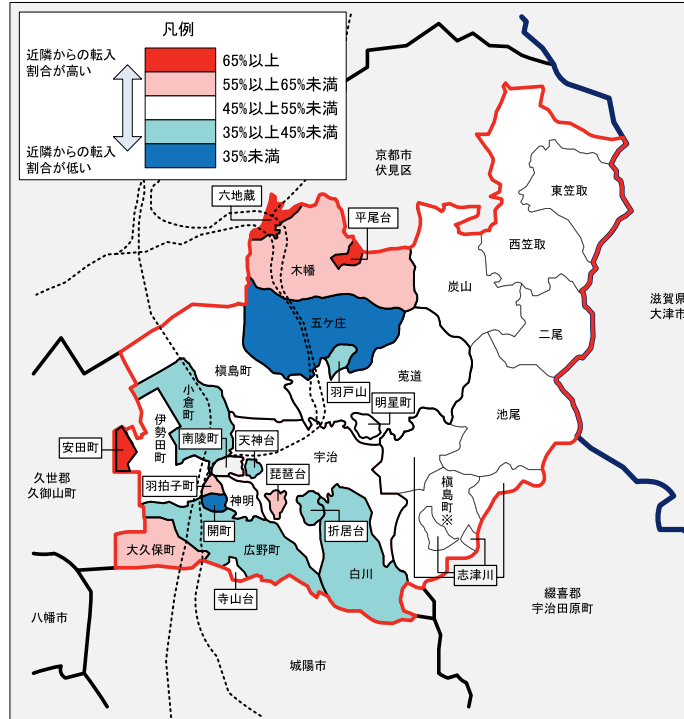 凡例
近隣からの転入
割合が高い
近隣からの転入
割合が低い
65%以上
55%以上65%未満
45%以上55%未満
35%以上45%未満
35%未満
京都市
伏見区
六地蔵
平尾台
木幡
東笠取
西笠取
炭山
二尾
滋賀県
大津市
五ケ庄
羽戸山
菟道
槇島町
明星町
池尾
小倉町
伊勢田町
安田町
南陵町
天神台
宇治
久世郡
久御山町
羽拍子町
神明
琵琶台
槇島町※
開町
折居台
大久保町
広野町
白川
志津川
寺山台
綴喜郡
宇治田原町
八幡市
城陽市